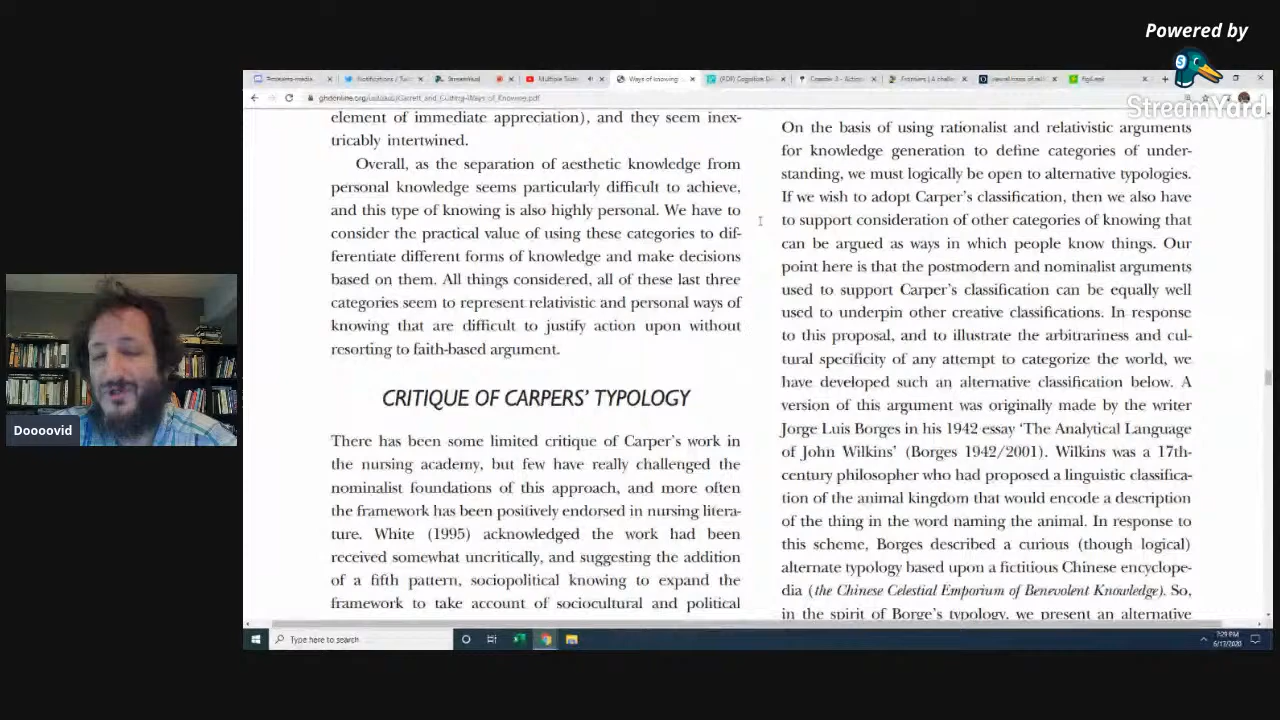 Powered by
StreamYard
Notifications / Twit
StreamYard
Ways of knowing
ghdonline.org/uploads/Garrett_and_Cutting-Ways_of_Knowing.pdf
element of immediate appreciation), and they seem inex-
tricably intertwined.
Overall, as the separation of aesthetic knowledge from
personal knowledge seems particularly difficult to achieve,
and this type of knowing is also highly personal. We have to
consider the practical value of using these categories to dif-
ferentiate different forms of knowledge and make decisions
based on them. All things considered, all of these last three
categories seem to represent relativistic and personal ways of
knowing that are difficult to justify action upon without
resorting to faith-based argument.
CRITIQUE OF CARPERS' TYPOLOGY
There has been some limited critique of Carper's work in
the nursing academy, but few have really challenged the
nominalist foundations of this approach, and more often
the framework has been positively endorsed in nursing litera-
ture. White (1995) acknowledged the work had been
received somewhat uncritically, and suggesting the addition
of a fifth pattern, sociopolitical knowing to expand the
framework to take account of sociocultural and political
On the basis of using rationalist and relativistic arguments
for knowledge generation to define categories of under-
standing, we must logically be open to alternative typologies.
If we wish to adopt Carper's classification, then we also have
to support consideration of other categories of knowing that
can be argued as ways in which people know things. Our
point here is that the postmodern and nominalist arguments
used to support Carper's classification can be equally well
used to underpin other creative classifications. In response
to this proposal, and to illustrate the arbitrariness and cul-
tural specificity of any attempt to categorize the world, we
have developed such an alternative classification below. A
version of this argument was originally made by the writer
Jorge Luis Borges in his 1942 essay 'The Analytical Language
of John Wilkins' (Borges 1942/2001). Wilkins was a 17th-
century philosopher who had proposed a linguistic classifica-
tion of the animal kingdom that would encode a description
of the thing in the word naming the animal. In response to
this scheme, Borges described a curious (though logical)
alternate typology based upon a fictitious Chinese encyclope-
dia (the Chinese Celestial Emporium of Benevolent Knowledge). So,
in the spirit of Borge's typology, we present an alternative
Doooovid
Type here to search
7:29 PM
6/17/2020